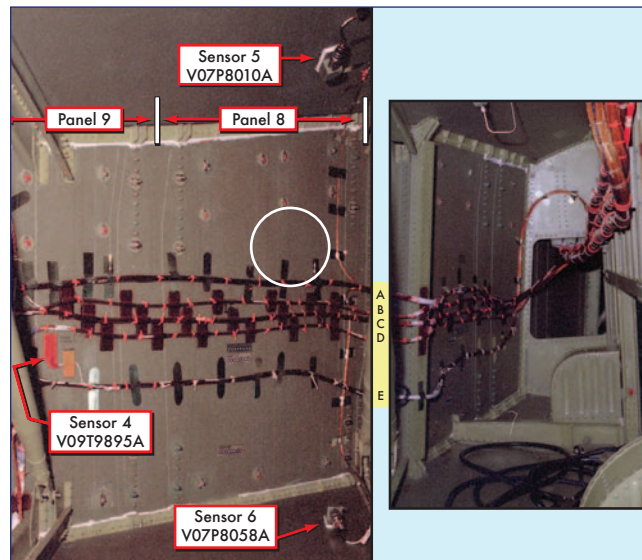 Sensor 5
V07P8010A
Panel 9
Panel 8
A
B
C
D
E
Sensor 4
V09T9895A
Sensor 6
V07P8058A